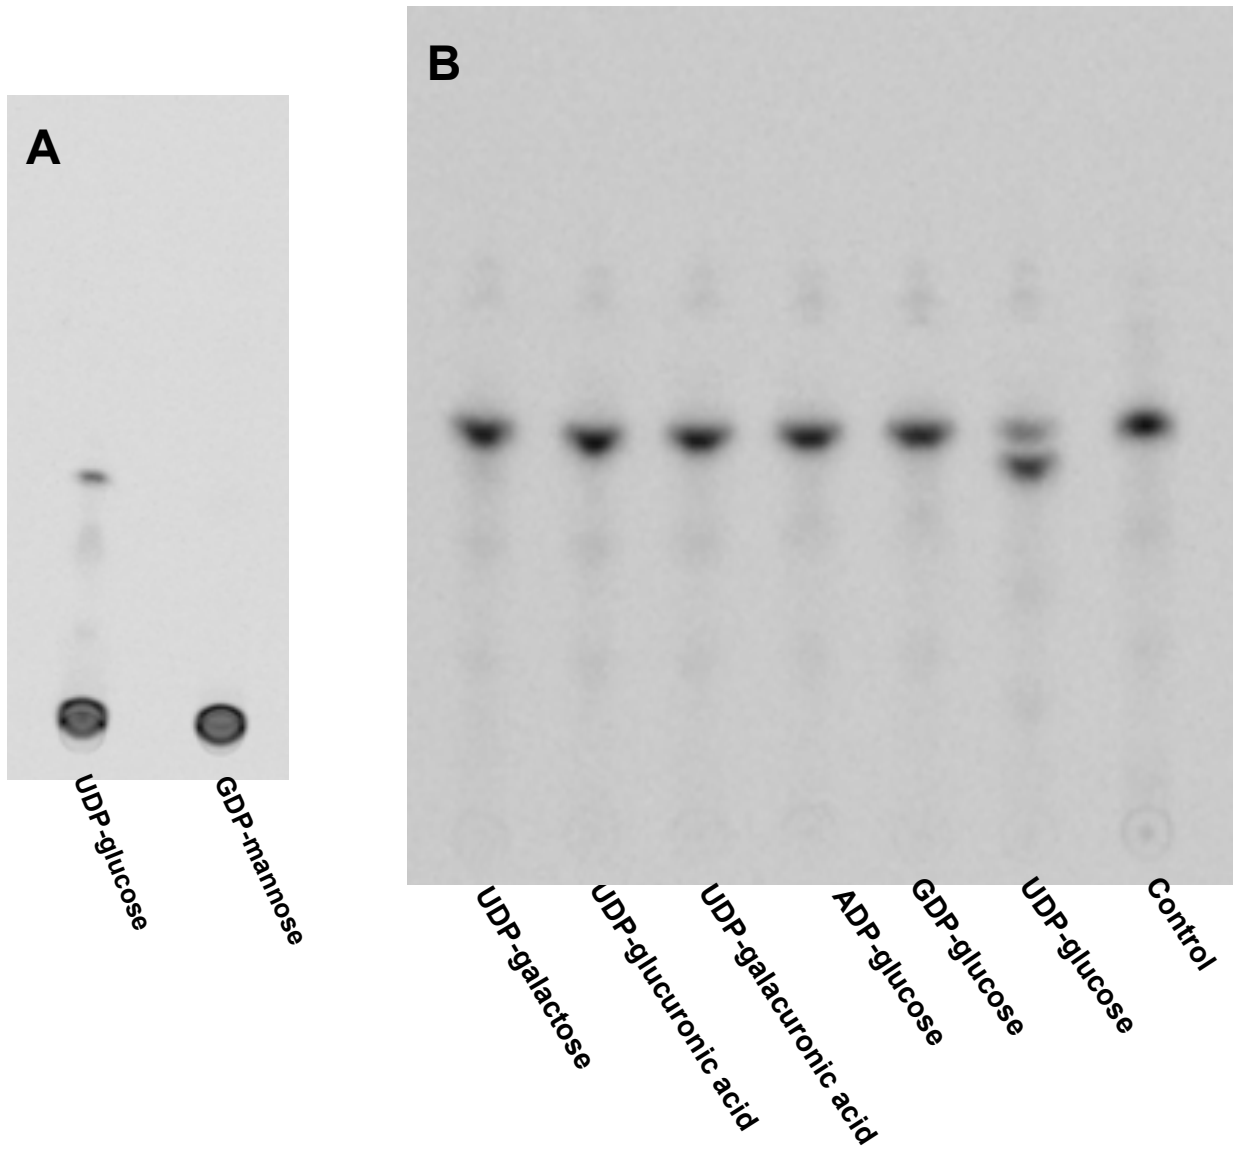 A
B
UDP-glucose
GDP-mannose
UDP-galactose
UDP-glucuronic acid
UDP-galacuronic acid
ADP-glucose
GDP-glucose
UDP-glucose
Control